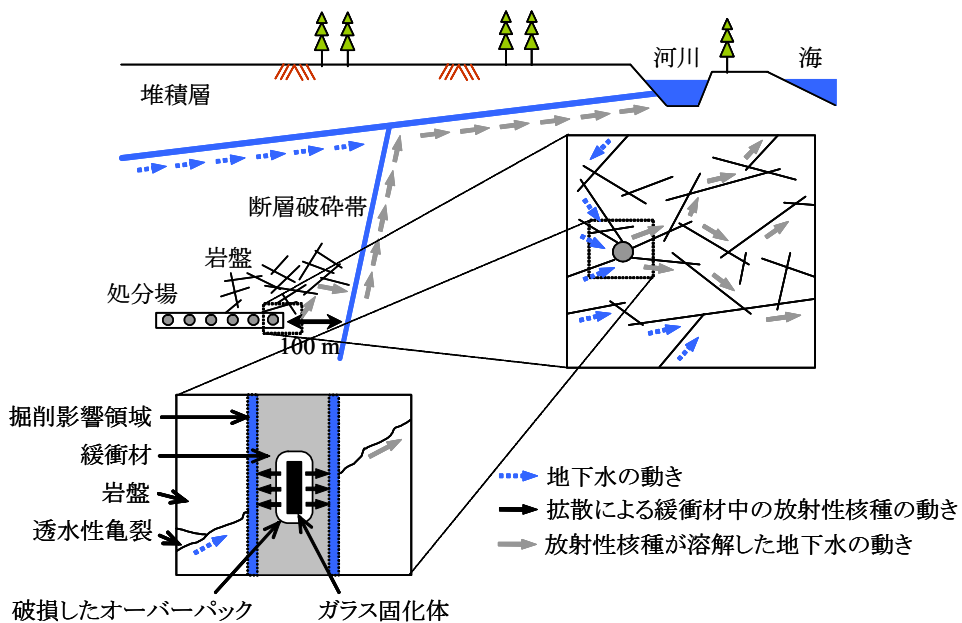 河川
海
堆積層
断層破砕帯
岩盤
処分場
100 m
掘削影響領域
緩衝材
岩盤
透水性亀裂
破損したオーバーパック
ガラス固化体
地下水の動き
拡散による緩衝材中の放射性核種の動き
放射性核種が溶解した地下水の動き